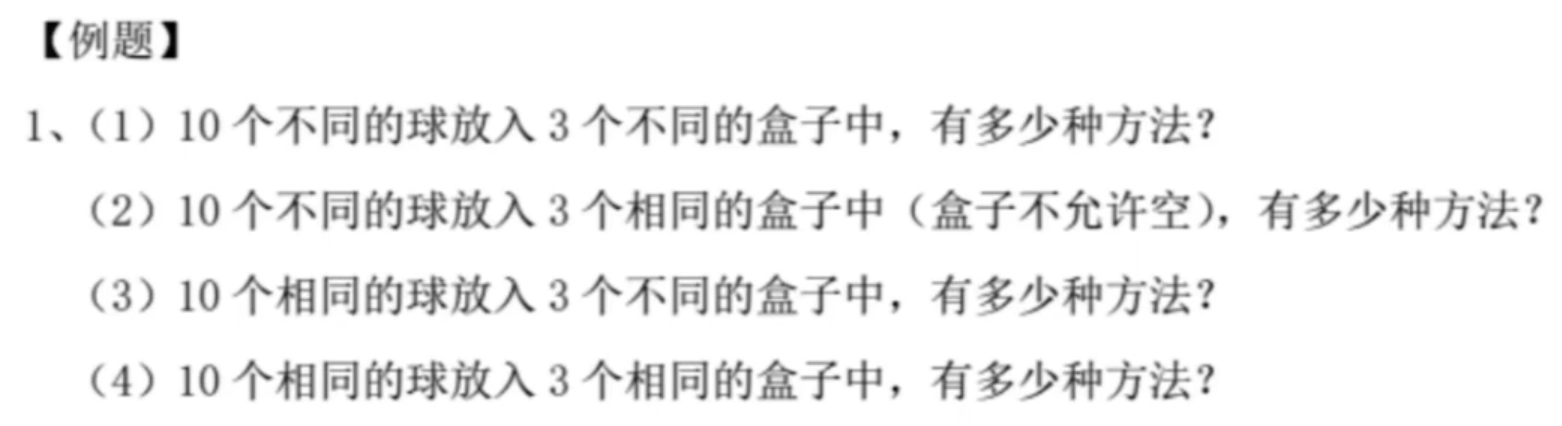 【例题】
1、（1）10 个不同的球放入 3 个不同的盒子中，有多少种方法？
（2）10 个不同的球放入 3 个相同的盒子中（盒子不允许空），有多少种方法？
（3）10 个相同的球放入 3 个不同的盒子中，有多少种方法？
（4）10 个相同的球放入 3 个相同的盒子中，有多少种方法？